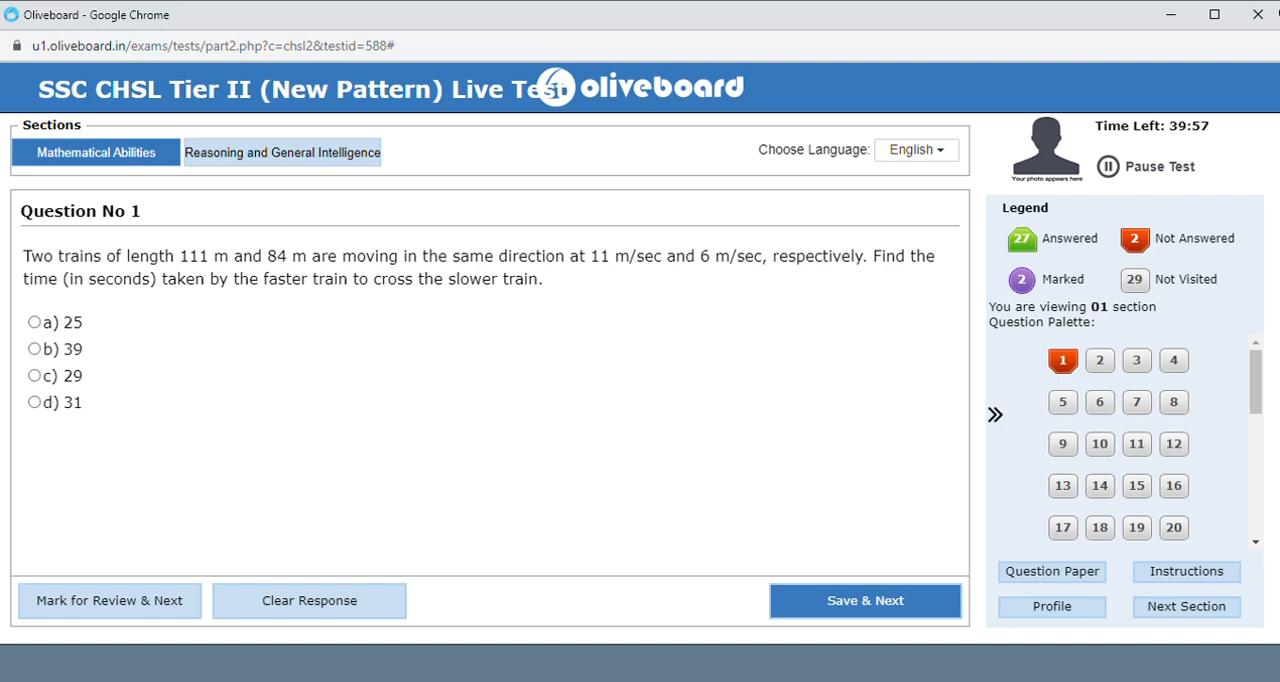 Oliveboard - Google Chrome
u1.oliveboard.in/exams/tests/part2.php?c=chsl2&testid=588#
SSC CHSL Tier II (New Pattern) Live Test oliveboard
Sections
Mathematical Abilities Reasoning and General Intelligence
Choose Language: English
Your photo appears here
Time Left: 39:57
Pause Test
Question No 1
Two trains of length 111 m and 84 m are moving in the same direction at 11 m/sec and 6 m/sec, respectively. Find the
time (in seconds) taken by the faster train to cross the slower train.
a) 25
b) 39
c) 29
d) 31
Mark for Review & Next Clear Response Save & Next
Legend
27 Answered 2 Not Answered
2 Marked 29 Not Visited
You are viewing 01 section
Question Palette:
1 2 3 4
5 6 7 8
9 10 11 12
13 14 15 16
17 18 19 20
Question Paper Instructions
Profile Next Section